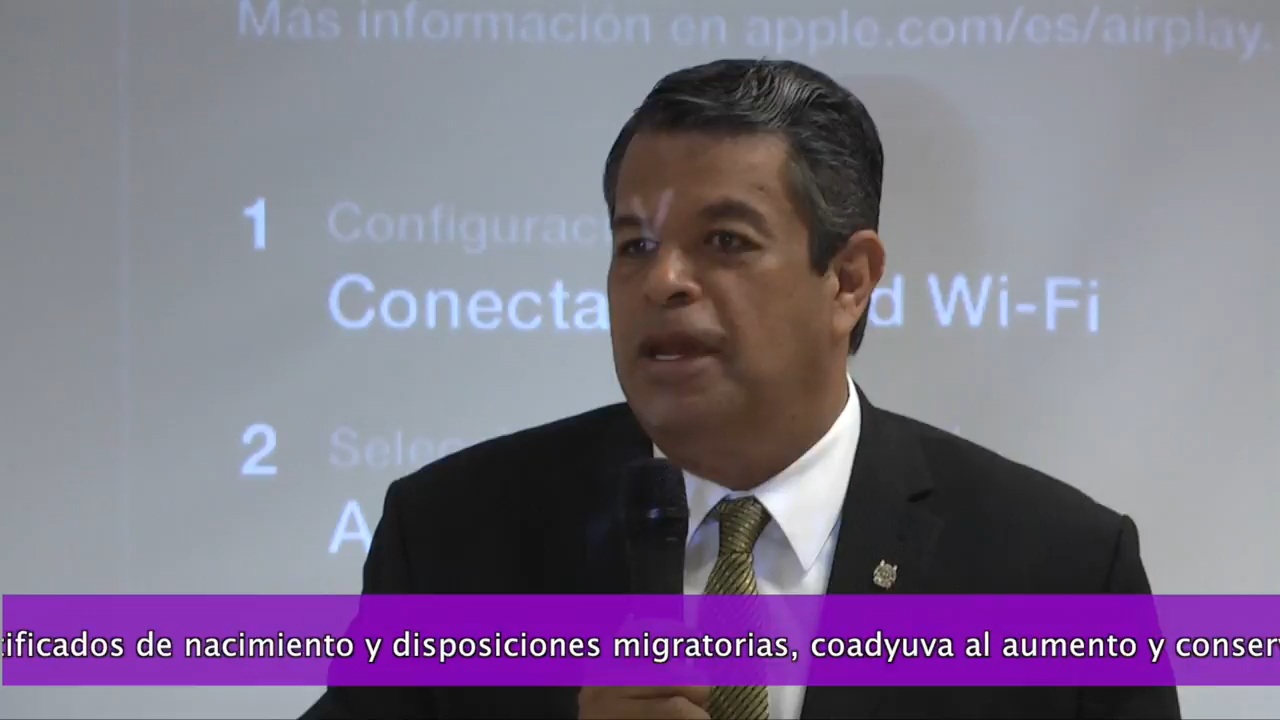 Más información en apple.com/es/airplay.
1 Configurac
Conecta d Wi-Fi
2 Selec
A
tificados de nacimiento y disposiciones migratorias, coadyuva al aumento y conserv